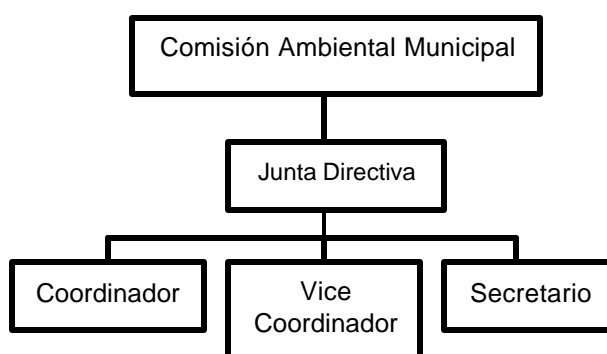 Comisión Ambiental Municipal
Junta Directiva
Coordinador
Vice
Coordinador
Secretario